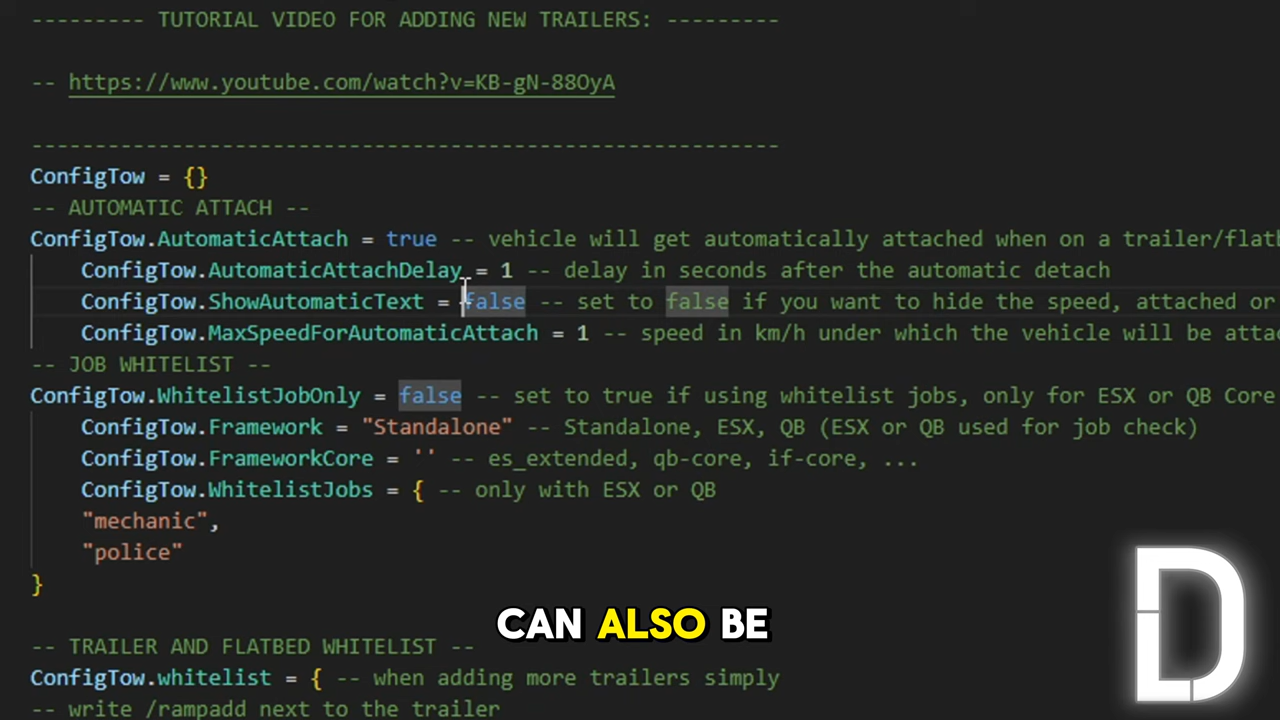 --------- TUTORIAL VIDEO FOR ADDING NEW TRAILERS: ---------
-- https://www.youtube.com/watch?v=KB-gN-88OyA
-----------------------------------------------------------
ConfigTow = {}
-- AUTOMATIC ATTACH --
ConfigTow.AutomaticAttach = true -- vehicle will get automatically attached when on a trailer/flatb
ConfigTow.AutomaticAttachDelay = 1 -- delay in seconds after the automatic detach
ConfigTow.ShowAutomaticText = false -- set to false if you want to hide the speed, attached or
ConfigTow.MaxSpeedForAutomaticAttach = 1 -- speed in km/h under which the vehicle will be attac
-- JOB WHITELIST --
ConfigTow.WhitelistJobOnly = false -- set to true if using whitelist jobs, only for ESX or QB Core
ConfigTow.Framework = "Standalone" -- Standalone, ESX, QB (ESX or QB used for job check)
ConfigTow.FrameworkCore = '' -- es_extended, qb-core, if-core, ...
ConfigTow.WhitelistJobs = { -- only with ESX or QB
"mechanic",
"police"
}
CAN ALSO BE
-- TRAILER AND FLATBED WHITELIST --
ConfigTow.whitelist = { -- when adding more trailers simply
-- write /rampadd next to the trailer
D